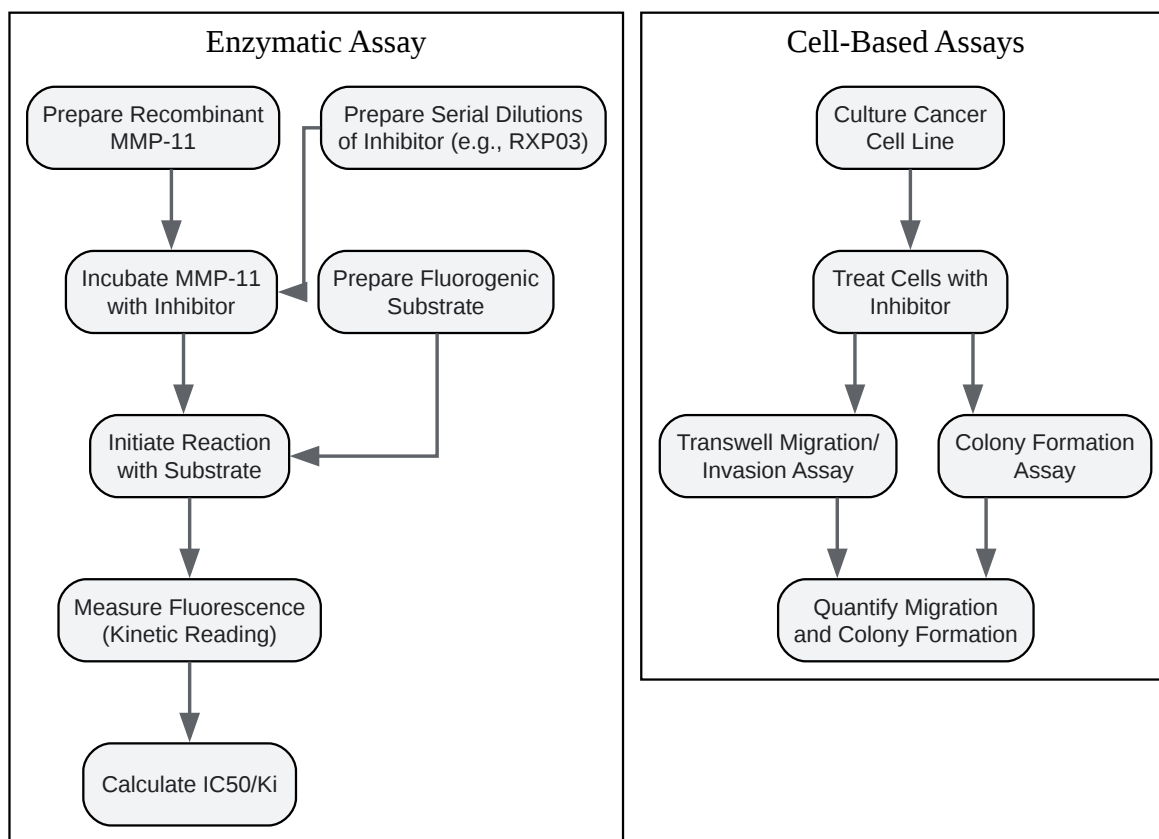 Enzymatic Assay
Prepare Recombinant
MMP-11
Prepare Serial Dilutions
of Inhibitor (e.g., RXP03)
Incubate MMP-11
with Inhibitor
Prepare Fluorogenic
Substrate
Initiate Reaction
with Substrate
Measure Fluorescence
(Kinetic Reading)
Calculate IC50/Ki
Cell-Based Assays
Culture Cancer
Cell Line
Treat Cells with
Inhibitor
Transwell Migration/
Invasion Assay
Colony Formation
Assay
Quantify Migration
and Colony Formation